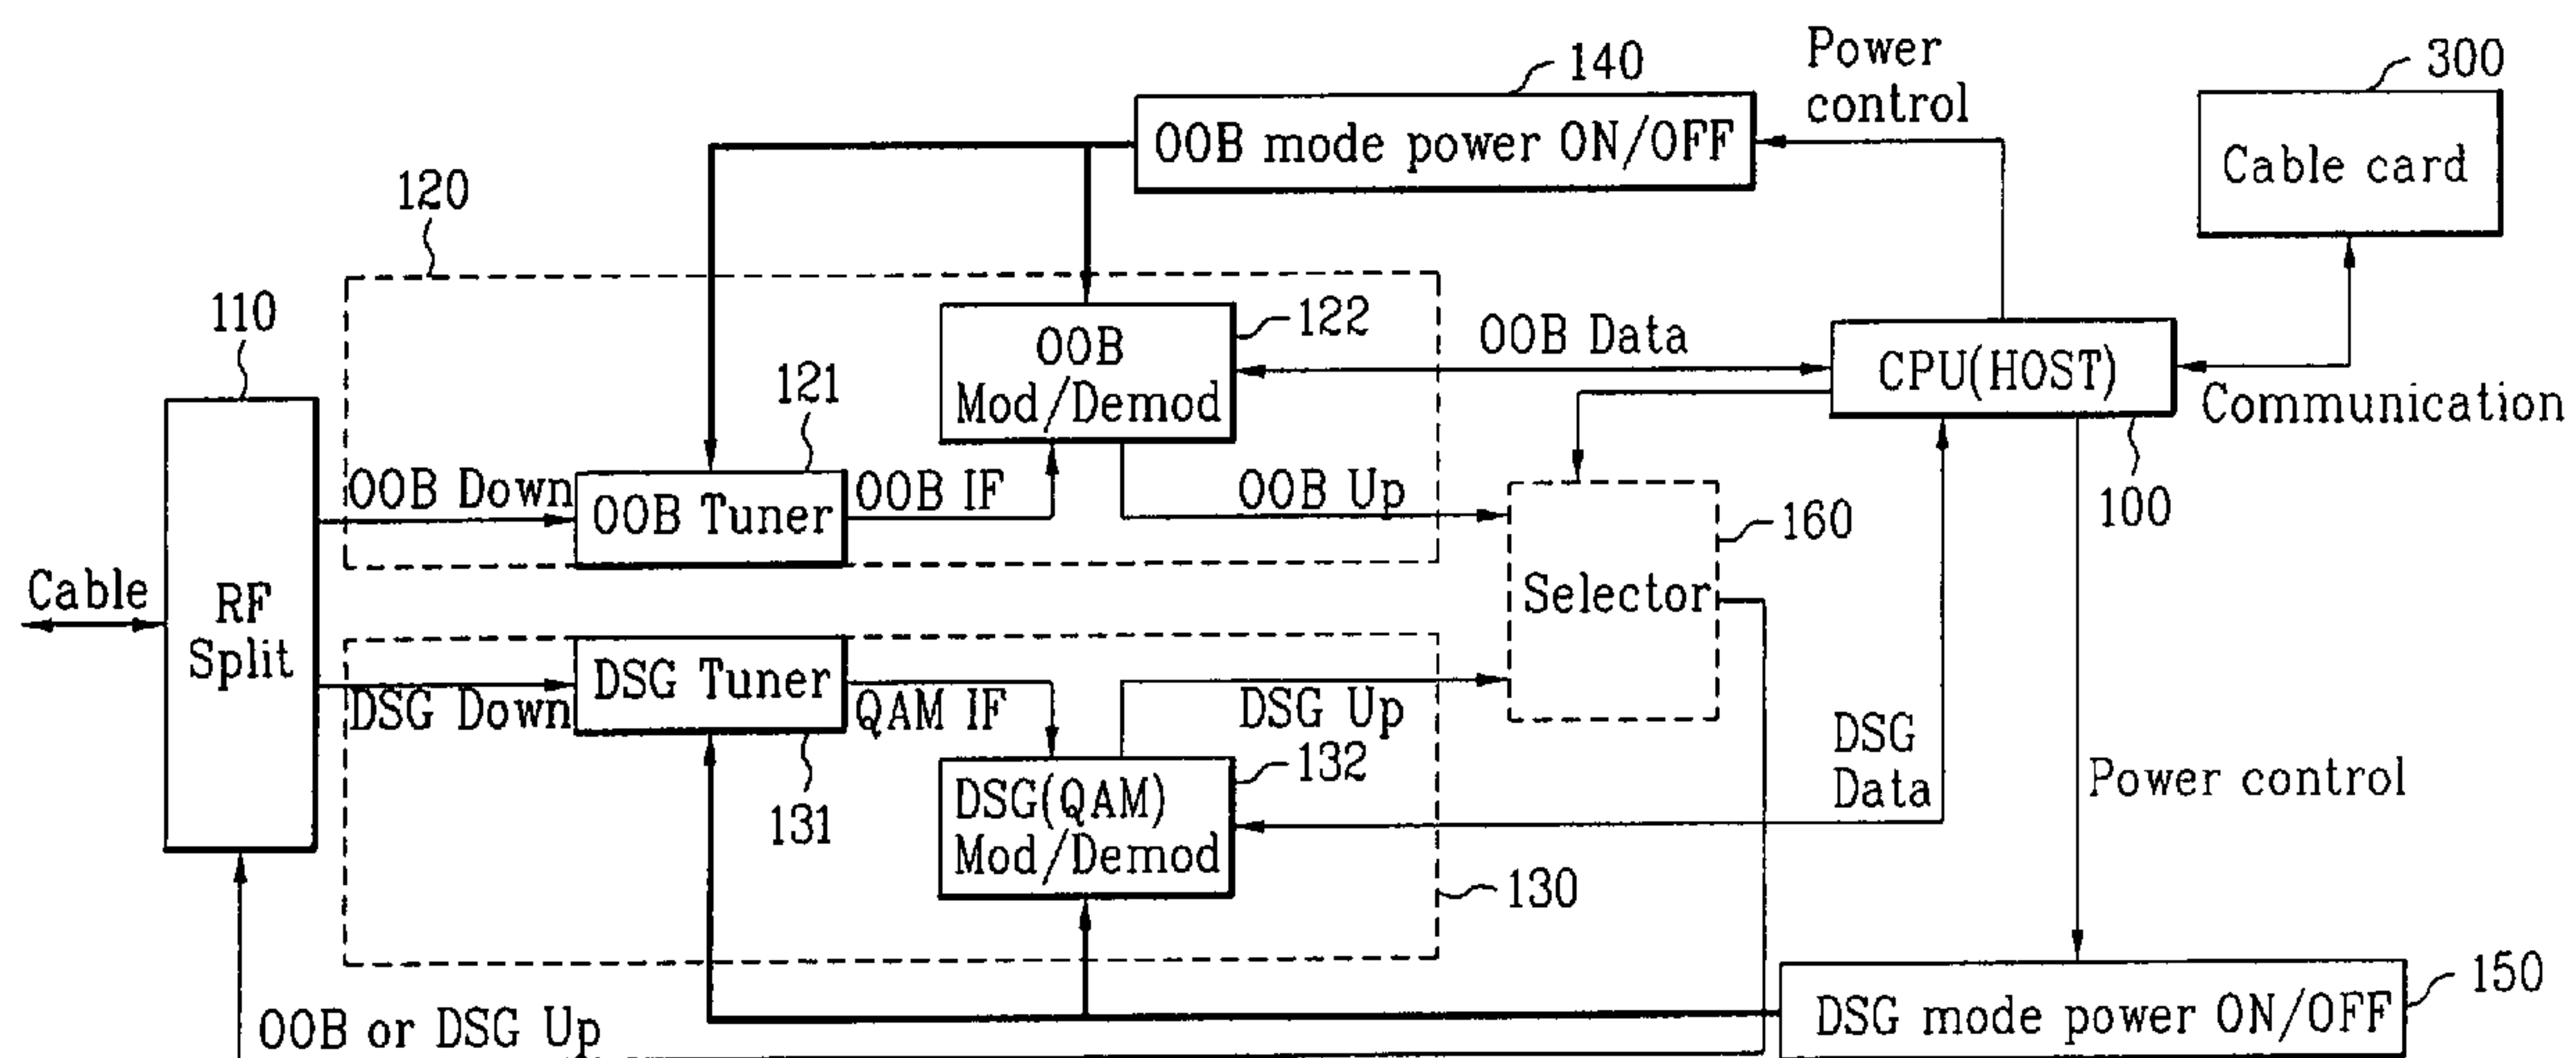 Power
control
140
300
OOB mode power ON/OFF
Cable card
120
110
122
OOB
Mod/Demod
OOB Data
CPU(HOST)
Communication
121
100
OOB Down
OOB Tuner
OOB IF
OOB Up
160
Cable
RF
Split
Selector
DSG Down
DSG Tuner
QAM IF
DSG Up
131
132
DSG(QAM)
Mod/Demod
DSG
Data
Power control
130
150
OOB or DSG Up
DSG mode power ON/OFF